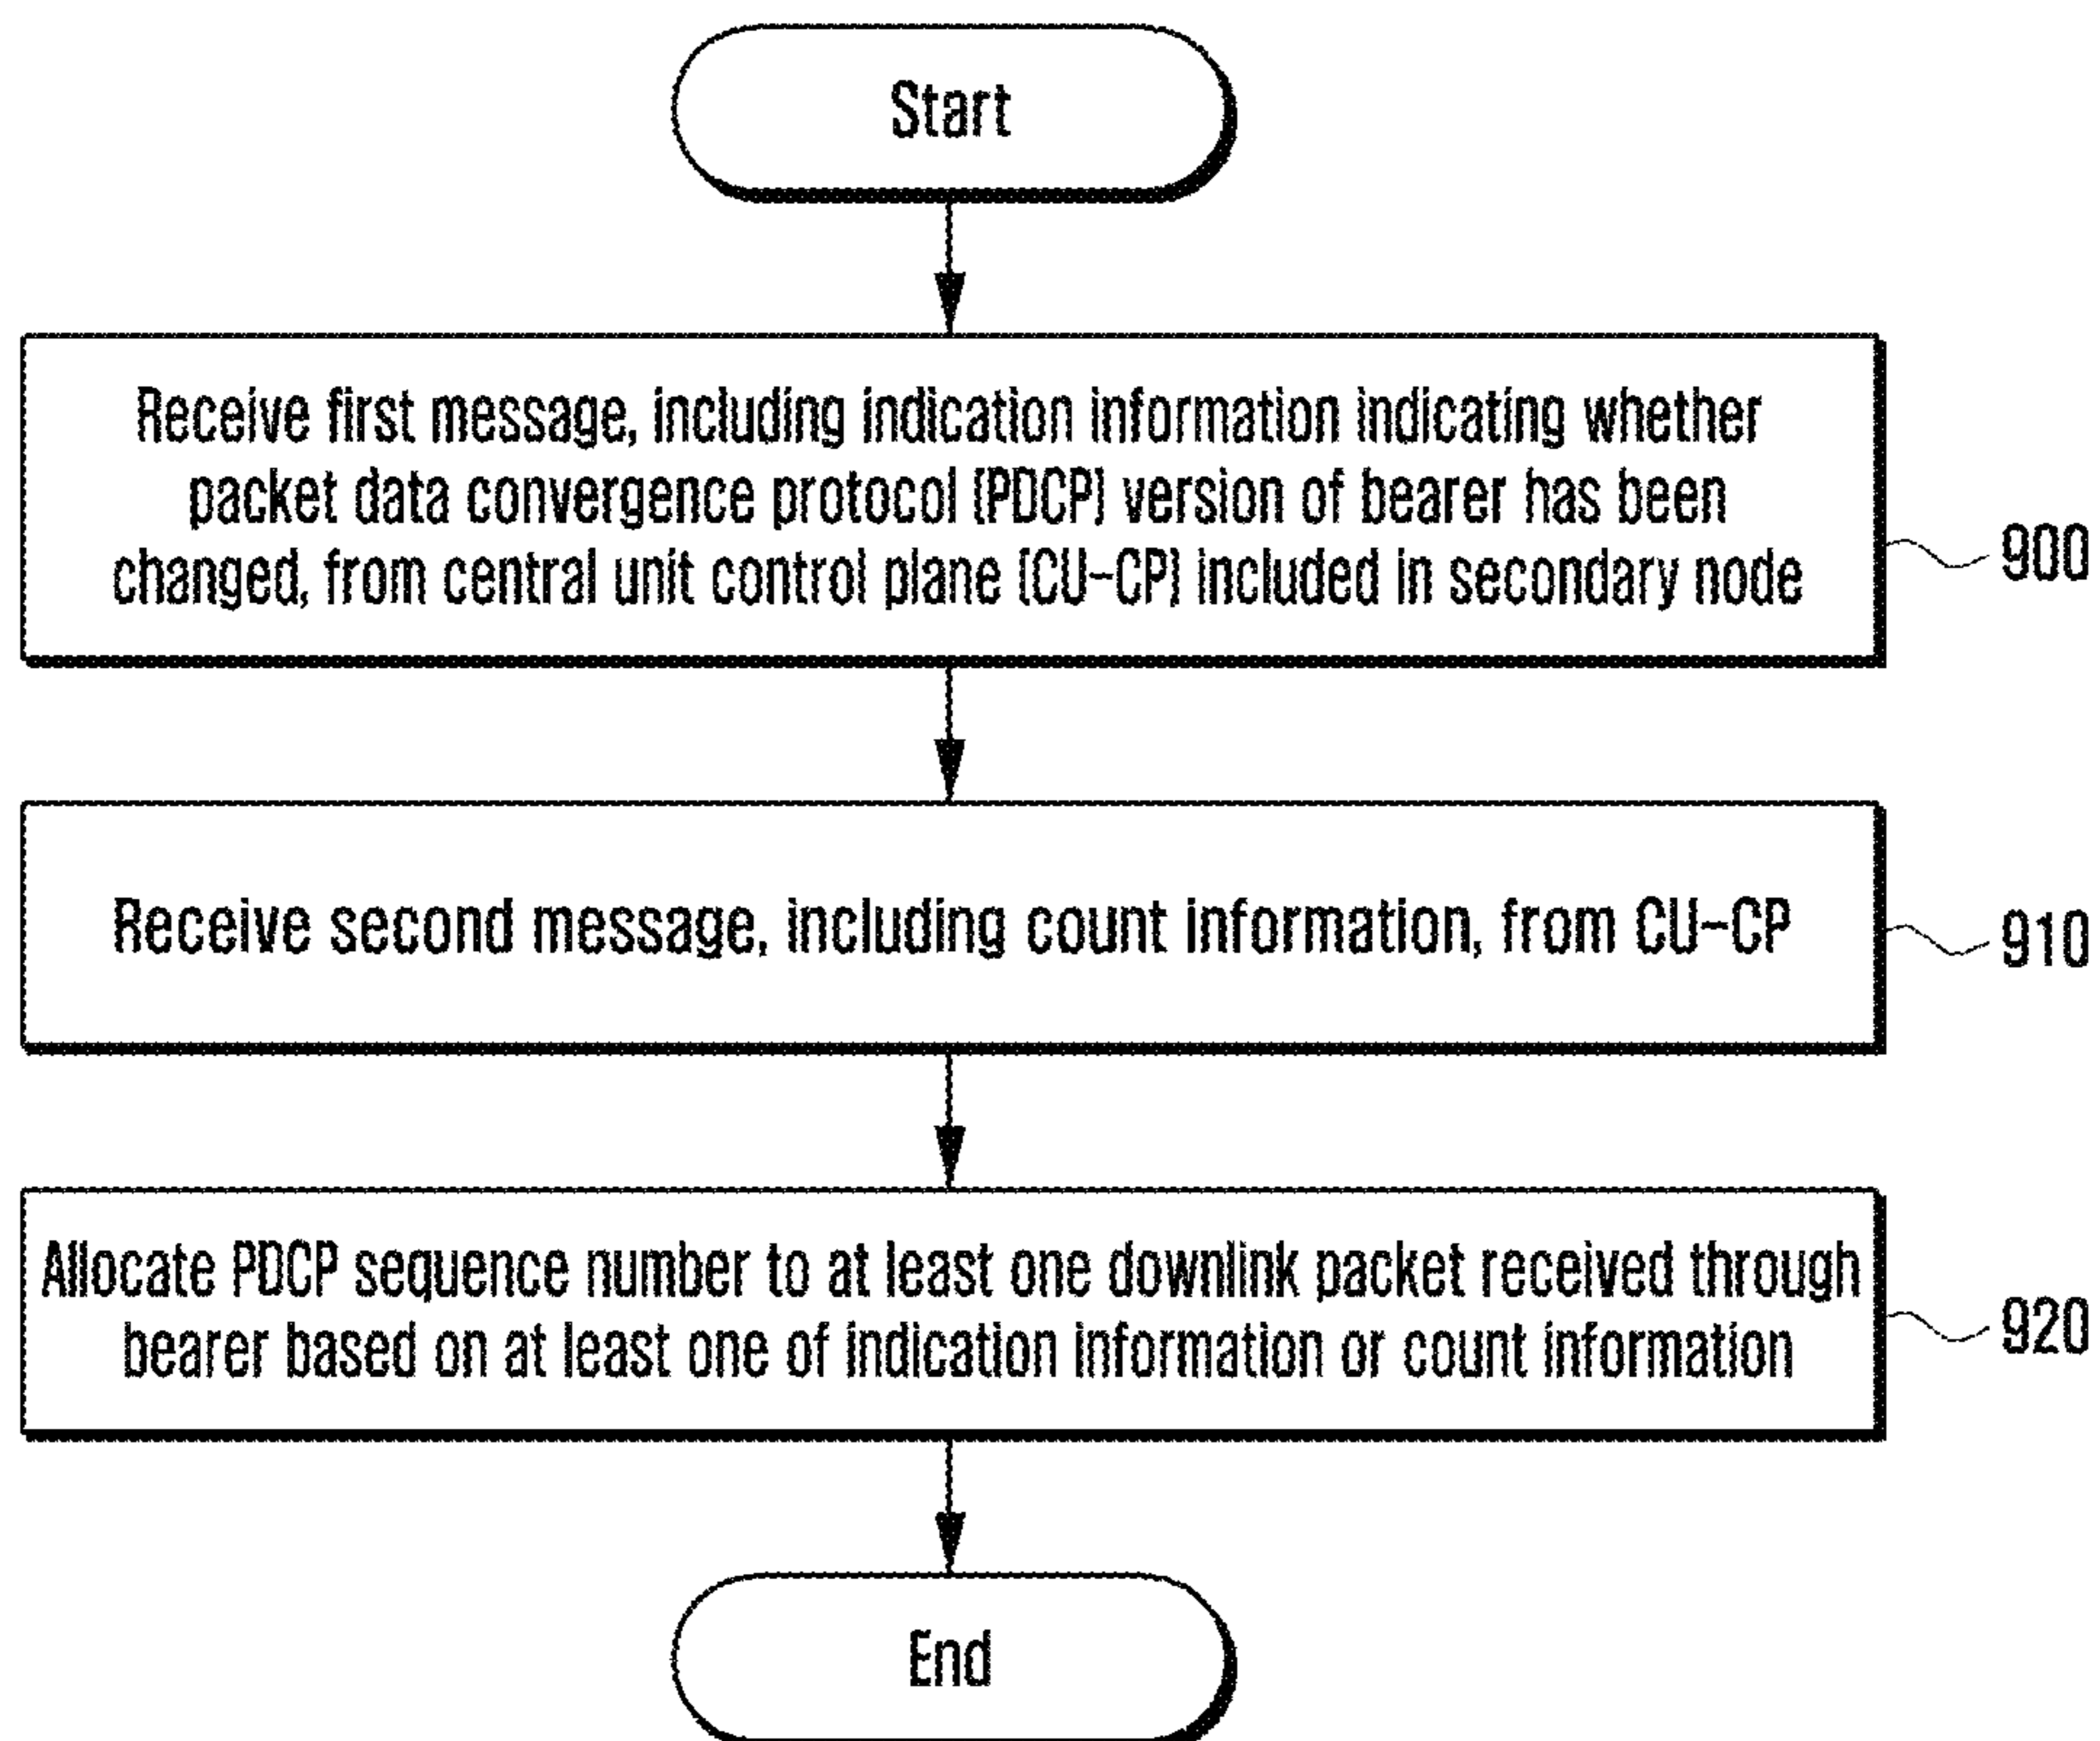 Start
Receive first message, including indication information indicating whether
packet data convergence protocol (PDCP) version of bearer has been
changed, from central unit control plane (CU-CP) included in secondary node
900
Receive second message, including count information, from CU-CP
910
Allocate PDCP sequence number to at least one downlink packet received through
bearer based on at least one of indication information or count information
920
End